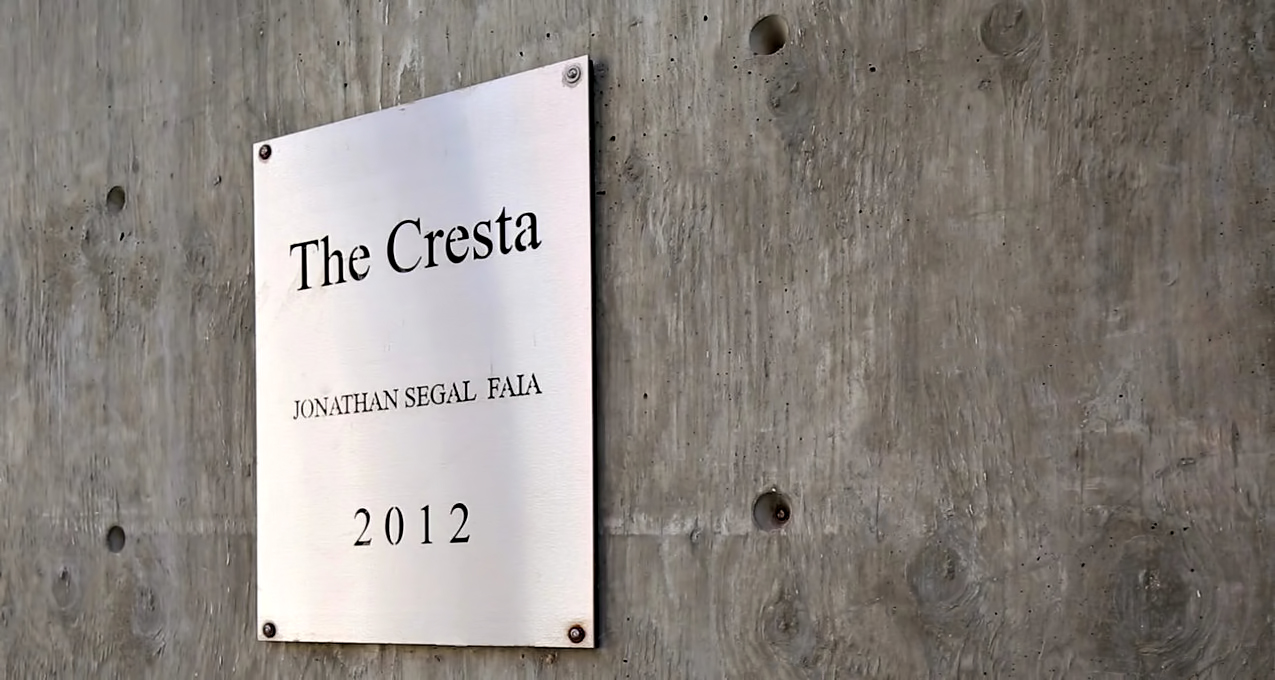 The Cresta
JONATHAN SEGAL FAIA
2012